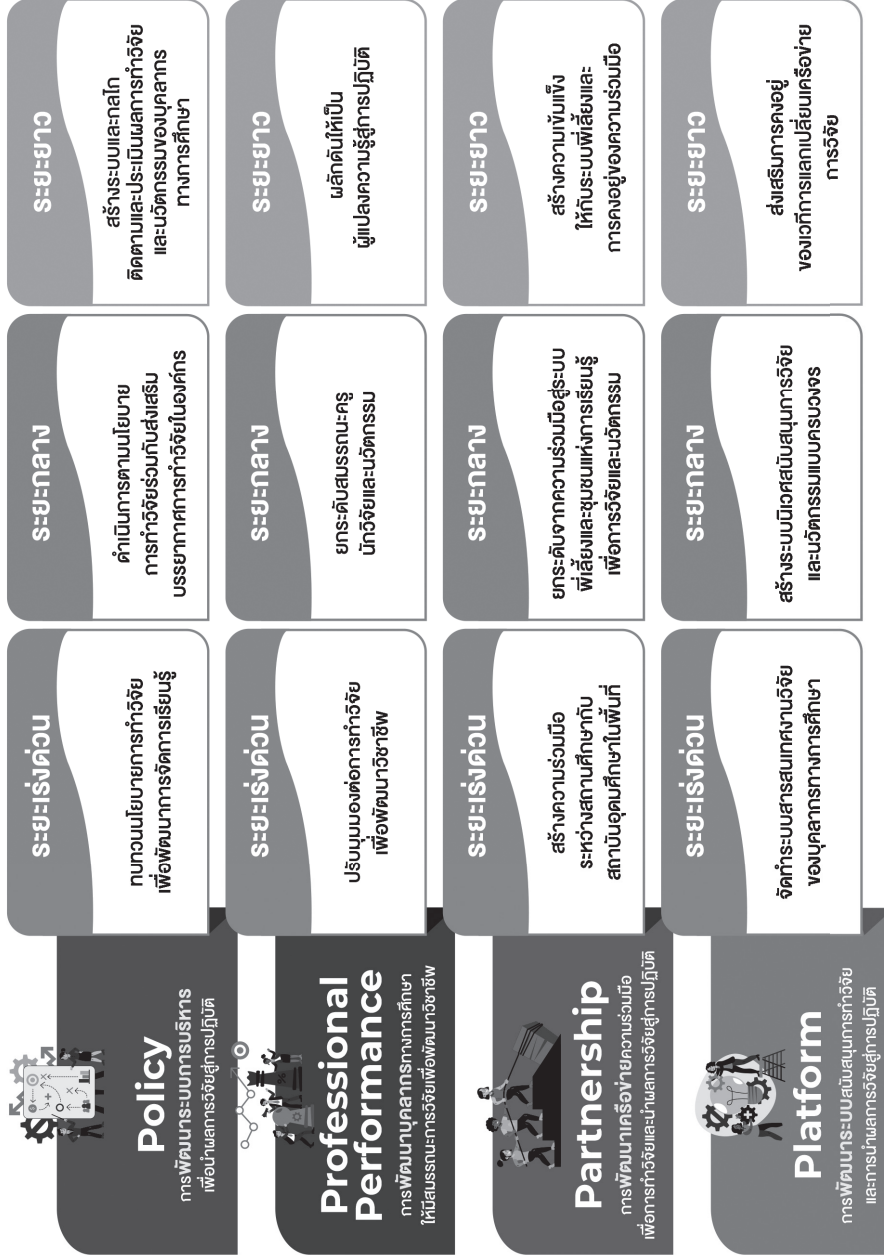 Policy
การพัฒนาระบบการบริหาร
เพื่อนำผลการวิจัยสู่การปฏิบัติ
ระยะเร่งด่วน
ทบทวนนโยบายการทำวิจัย
เพื่อพัฒนาการจัดการเรียนรู้
ระยะกลาง
ดำเนินการตามนโยบาย
การทำวิจัยร่วมกับส่งเสริม
บรรยากาศการทำวิจัยในองค์กร
ระยะยาว
สร้างระบบและกลไก
ติดตามและประเมินผลการทำวิจัย
และนวัตกรรมของบุคลากร
ทางการศึกษา
Professional
Performance
การพัฒนาบุคลากรทางการศึกษา
ให้มีสมรรถนะการวิจัยเพื่อพัฒนาวิชาชีพ
ระยะเร่งด่วน
ปรับมุมมองต่อการทำวิจัย
เพื่อพัฒนาวิชาชีพ
ระยะกลาง
ยกระดับสมรรถนะครู
นักวิจัยและนวัตกรรม
ระยะยาว
ผลักดันให้เป็น
ผู้แปลงความรู้สู่การปฏิบัติ
Partnership
การพัฒนาเครือข่ายความร่วมมือ
เพื่อการทำวิจัยและนำผลการวิจัยสู่การปฏิบัติ
ระยะเร่งด่วน
สร้างความร่วมมือ
ระหว่างสถานศึกษากับ
สถาบันอุดมศึกษาในพื้นที่
ระยะกลาง
ยกระดับจากความร่วมมือสู่ระบบ
พี่เลี้ยงและชุมชนแห่งการเรียนรู้
เพื่อการวิจัยและนวัตกรรม
ระยะยาว
สร้างความเข้มแข็ง
ให้กับระบบพี่เลี้ยงและ
การคงอยู่ของความร่วมมือ
Platform
การพัฒนาระบบสนับสนุนการทำวิจัย
และการนำผลการวิจัยสู่การปฏิบัติ
ระยะเร่งด่วน
จัดทำระบบสารสนเทศงานวิจัย
ของบุคลากรทางการศึกษา
ระยะกลาง
สร้างระบบนิเวศสนับสนุนการวิจัย
และนวัตกรรมแบบครบวงจร
ระยะยาว
ส่งเสริมการคงอยู่
ของเวทีการแลกเปลี่ยนเครือข่าย
การวิจัย